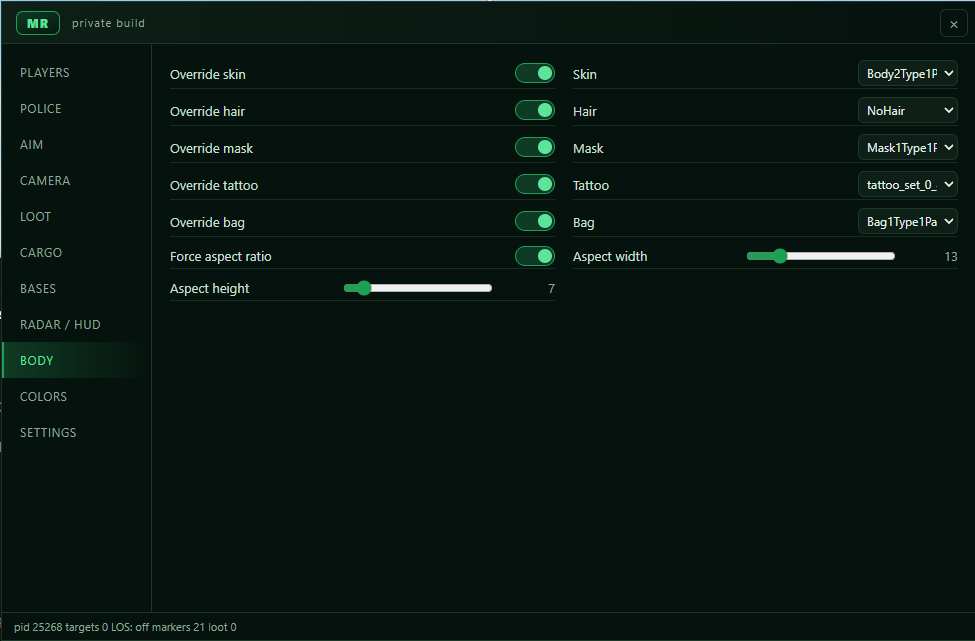 MR private build ×
PLAYERS
POLICE
AIM
CAMERA
LOOT
CARGO
BASES
RADAR / HUD
BODY
COLORS
SETTINGS
Override skin
Skin Body2Type1P
Override hair
Hair NoHair
Override mask
Mask Mask1Type1F
Override tattoo
Tattoo tattoo_set_0_
Override bag
Bag Bag1Type1Pa
Force aspect ratio
Aspect width 13
Aspect height 7
pid 25268 targets 0 LOS: off markers 21 loot 0